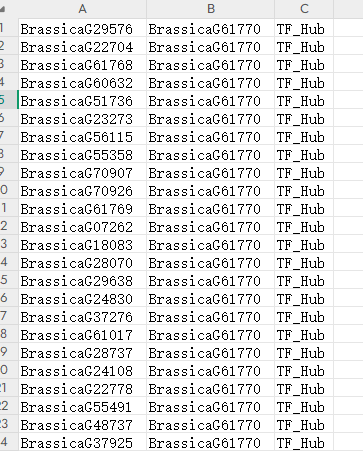 A B C
1 BrassicaG29576 BrassicaG61770 TF_Hub
2 BrassicaG22704 BrassicaG61770 TF_Hub
3 BrassicaG61768 BrassicaG61770 TF_Hub
4 BrassicaG60632 BrassicaG61770 TF_Hub
5 BrassicaG51736 BrassicaG61770 TF_Hub
6 BrassicaG23273 BrassicaG61770 TF_Hub
7 BrassicaG56115 BrassicaG61770 TF_Hub
8 BrassicaG55358 BrassicaG61770 TF_Hub
9 BrassicaG70907 BrassicaG61770 TF_Hub
0 BrassicaG70926 BrassicaG61770 TF_Hub
1 BrassicaG61769 BrassicaG61770 TF_Hub
2 BrassicaG07262 BrassicaG61770 TF_Hub
3 BrassicaG18083 BrassicaG61770 TF_Hub
4 BrassicaG28070 BrassicaG61770 TF_Hub
5 BrassicaG29638 BrassicaG61770 TF_Hub
6 BrassicaG24830 BrassicaG61770 TF_Hub
7 BrassicaG37276 BrassicaG61770 TF_Hub
8 BrassicaG61017 BrassicaG61770 TF_Hub
9 BrassicaG28737 BrassicaG61770 TF_Hub
0 BrassicaG24108 BrassicaG61770 TF_Hub
21 BrassicaG22778 BrassicaG61770 TF_Hub
22 BrassicaG55491 BrassicaG61770 TF_Hub
23 BrassicaG48737 BrassicaG61770 TF_Hub
24 BrassicaG37925 BrassicaG61770 TF_Hub